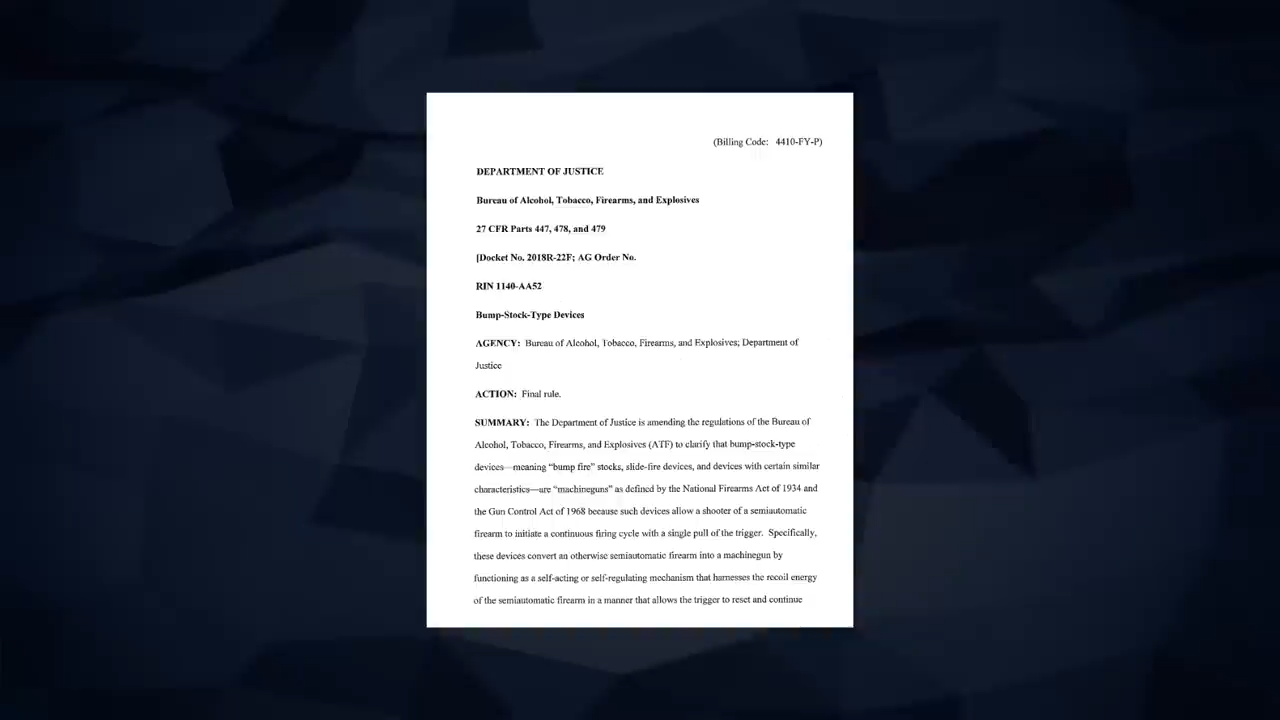 (Billing Code: 4410-FY-P)
DEPARTMENT OF JUSTICE
Bureau of Alcohol, Tobacco, Firearms, and Explosives
27 CFR Parts 447, 478, and 479
[Docket No. 2018R-22F; AG Order No.
RIN 1140-AA52
Bump-Stock-Type Devices
AGENCY: Bureau of Alcohol, Tobacco, Firearms, and Explosives; Department of
Justice
ACTION: Final rule.
SUMMARY: The Department of Justice is amending the regulations of the Bureau of
Alcohol, Tobacco, Firearms, and Explosives (ATF) to clarify that bump-stock-type
devices—meaning “bump fire” stocks, slide-fire devices, and devices with certain similar
characteristics—are “machineguns” as defined by the National Firearms Act of 1934 and
the Gun Control Act of 1968 because such devices allow a shooter of a semiautomatic
firearm to initiate a continuous firing cycle with a single pull of the trigger. Specifically,
these devices convert an otherwise semiautomatic firearm into a machinegun by
functioning as a self-acting or self-regulating mechanism that harnesses the recoil energy
of the semiautomatic firearm in a manner that allows the trigger to reset and continue